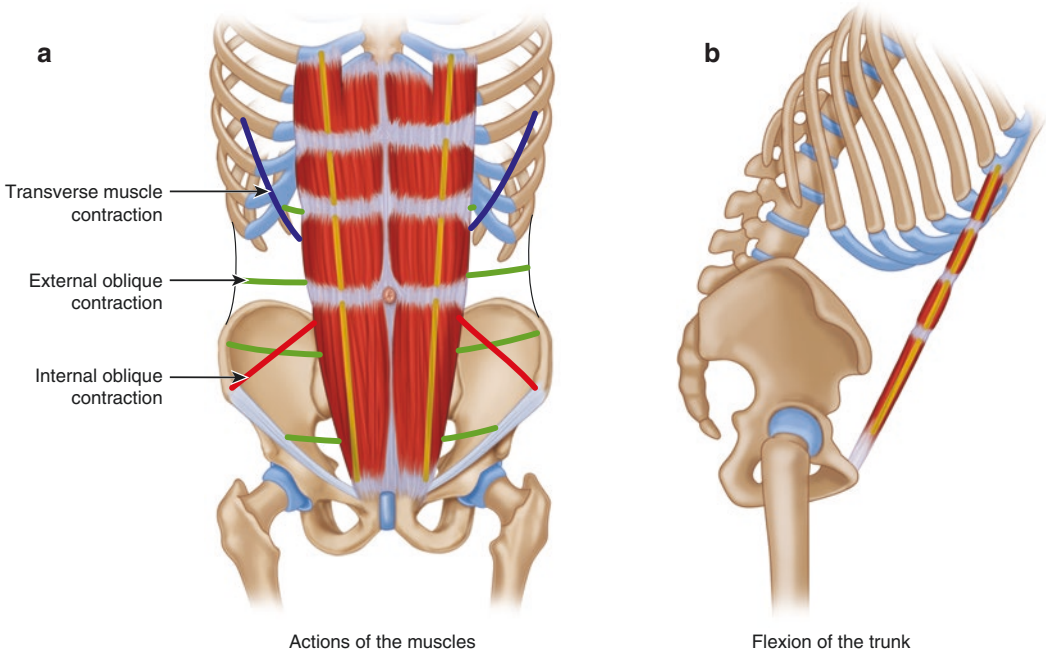 a
b
Transverse muscle
contraction
External oblique
contraction
Internal oblique
contraction
Actions of the muscles
Flexion of the trunk